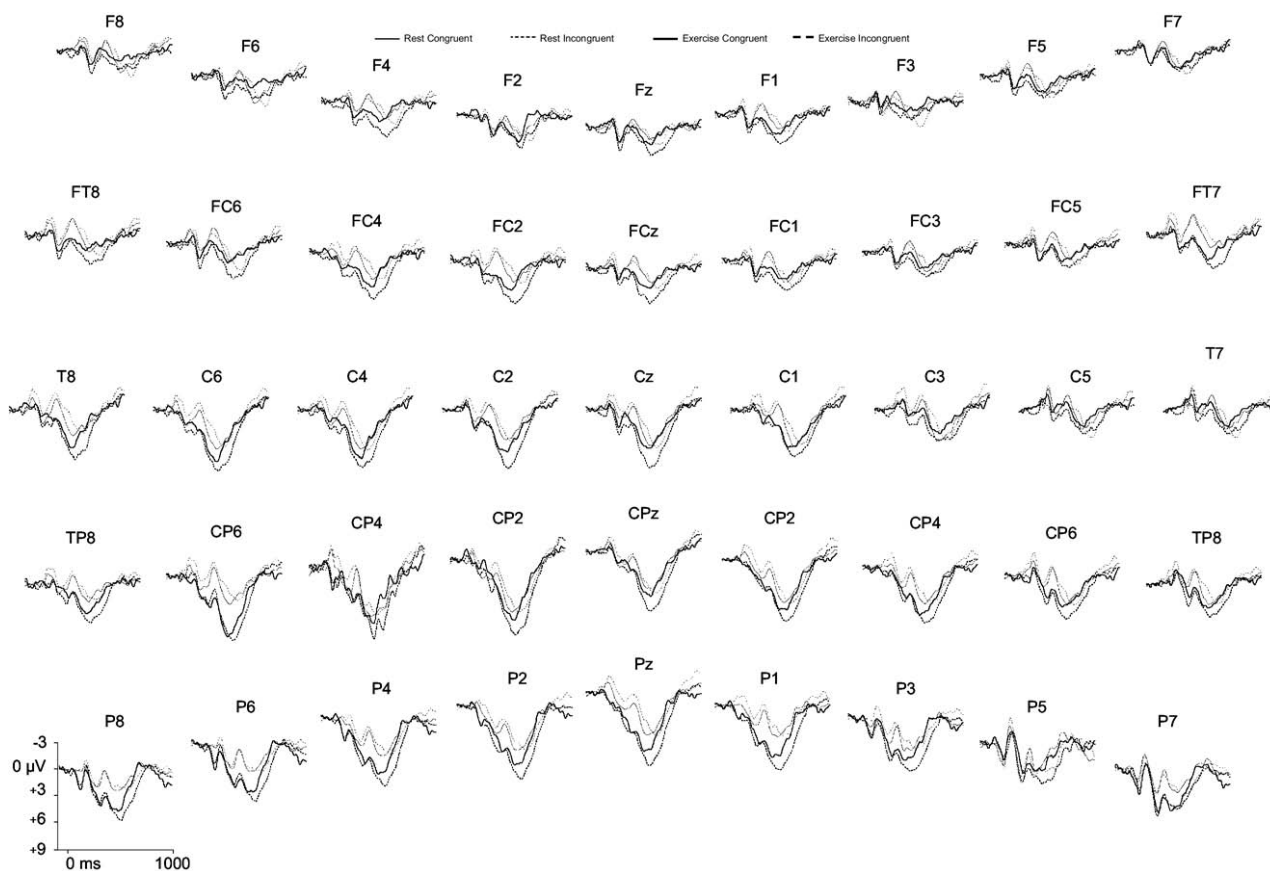 F8 F6 F4 F2 Fz F1 F3 F5 F7
Rest Congruent Rest Incongruent Exercise Congruent Exercise Incongruent
FT8 FC6 FC4 FC2 FCz FC1 FC3 FC5 FT7
T8 C6 C4 C2 Cz C1 C3 C5 T7
TP8 CP6 CP4 CP2 CPz CP2 CP4 CP6 TP8
P8 P6 P4 P2 Pz P1 P3 P5 P7
-3
0 µV
+3
+6
+9
0 ms 1000